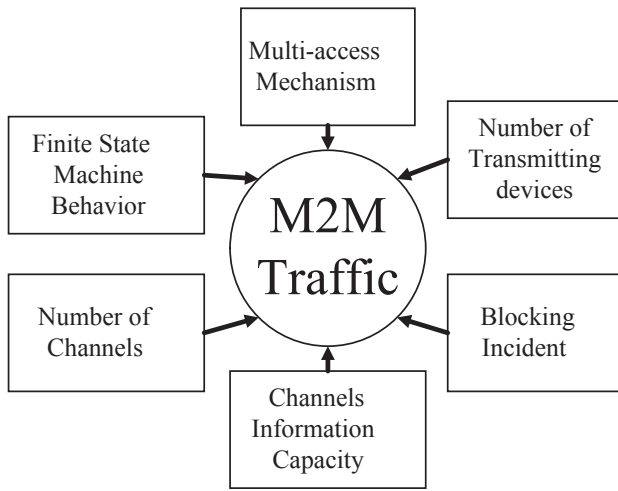 Multi-access
Mechanism
Finite State
Machine
Behavior
Number of
Transmitting
devices
M2M
Traffic
Number of
Channels
Blocking
Incident
Channels
Information
Capacity